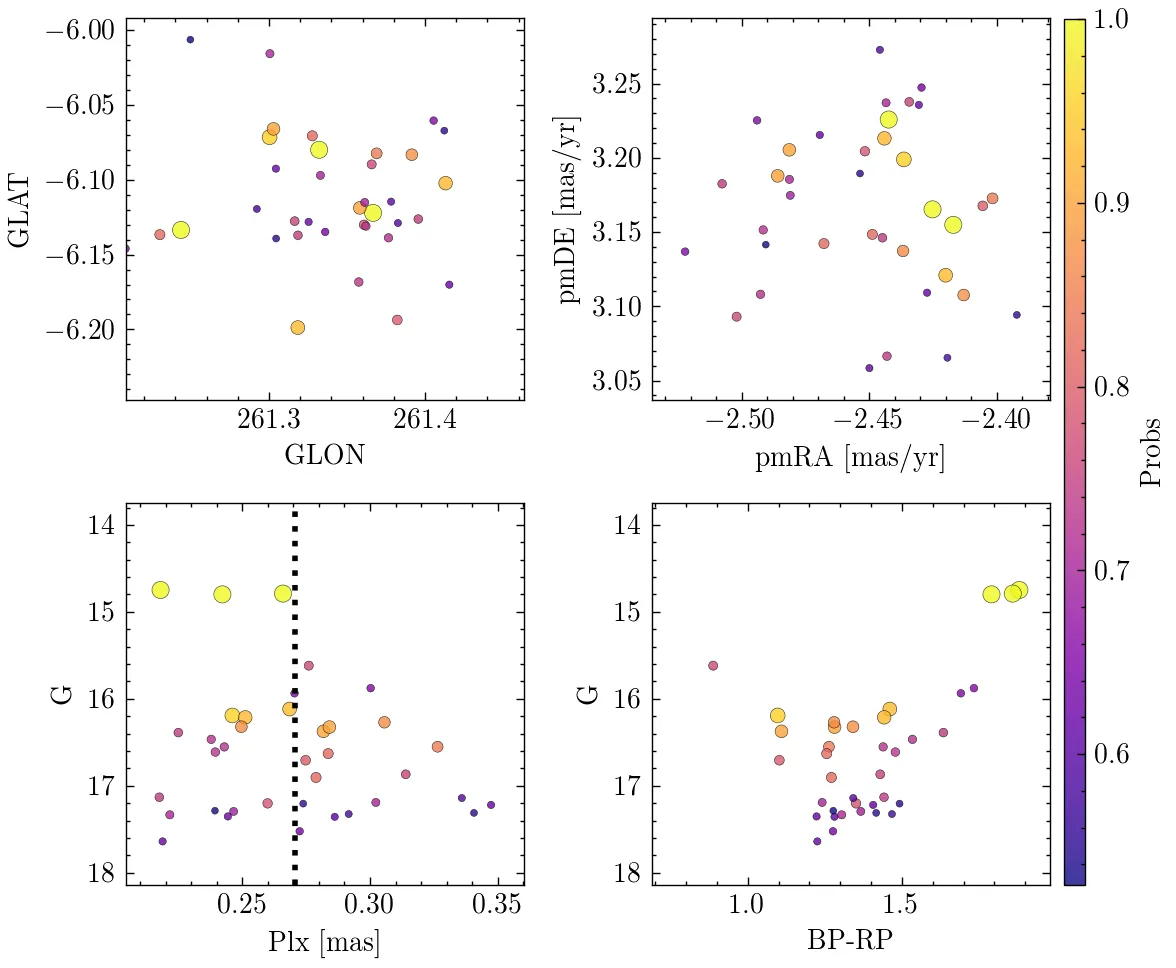 −6.00
−6.05
−6.10
−6.15
−6.20
GLAT
261.3 261.4
GLON
3.25
3.20
3.15
3.10
3.05
pmDE [mas/yr]
−2.50 −2.45 −2.40
pmRA [mas/yr]
1.0
0.9
0.8
0.7
0.6
Probs
14
15
16
17
18
G
0.25 0.30 0.35
Plx [mas]
14
15
16
17
18
G
1.0 1.5
BP-RP